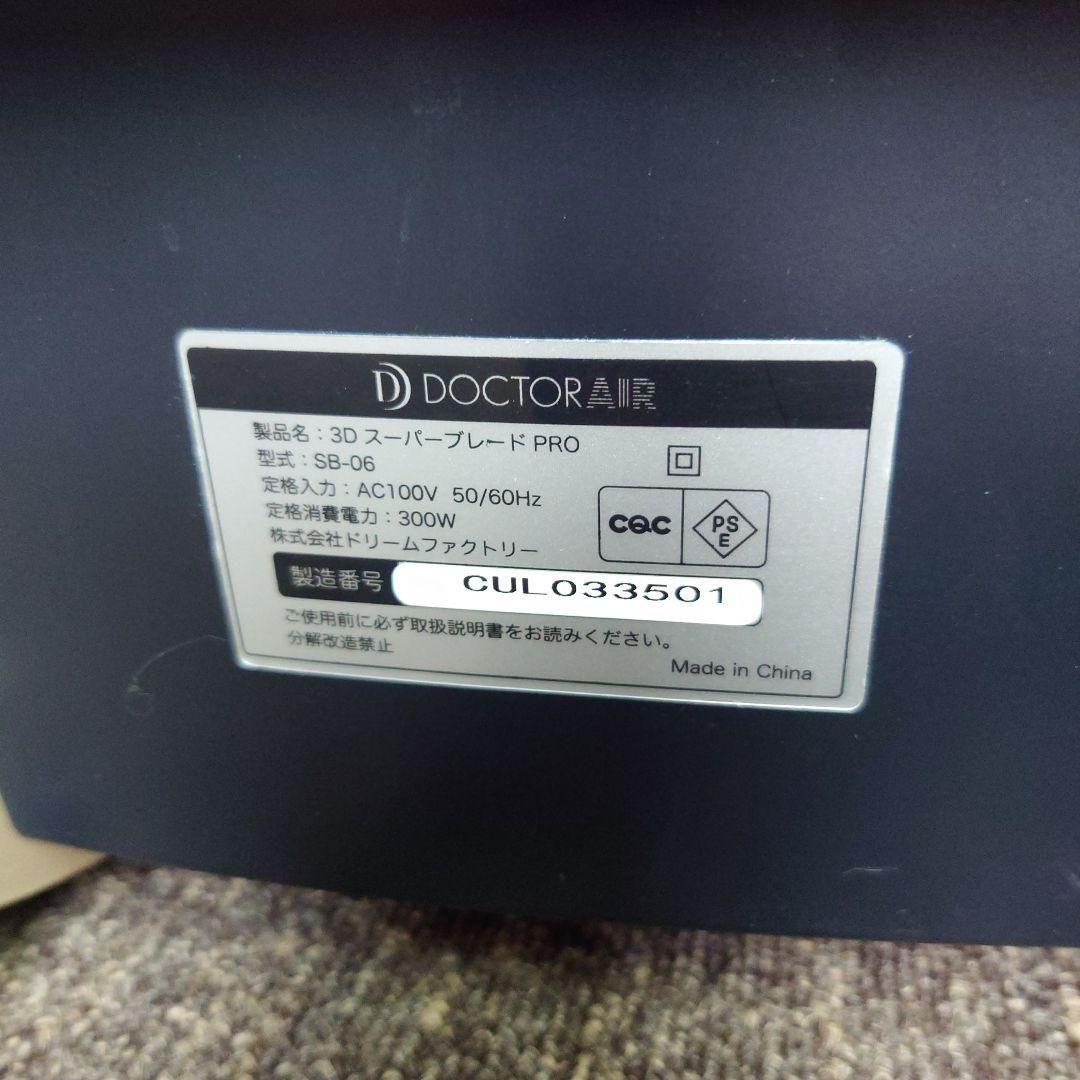 DOCTORAIR
製品名：3D スーパーブレード PRO
型式：SB-06
定格入力：AC100V 50/60Hz
定格消費電力：300W
株式会社ドリームファクトリー
CQC
PSE
製造番号 CUL033501
ご使用前に必ず取扱説明書をお読みください。
分解改造禁止
Made in China